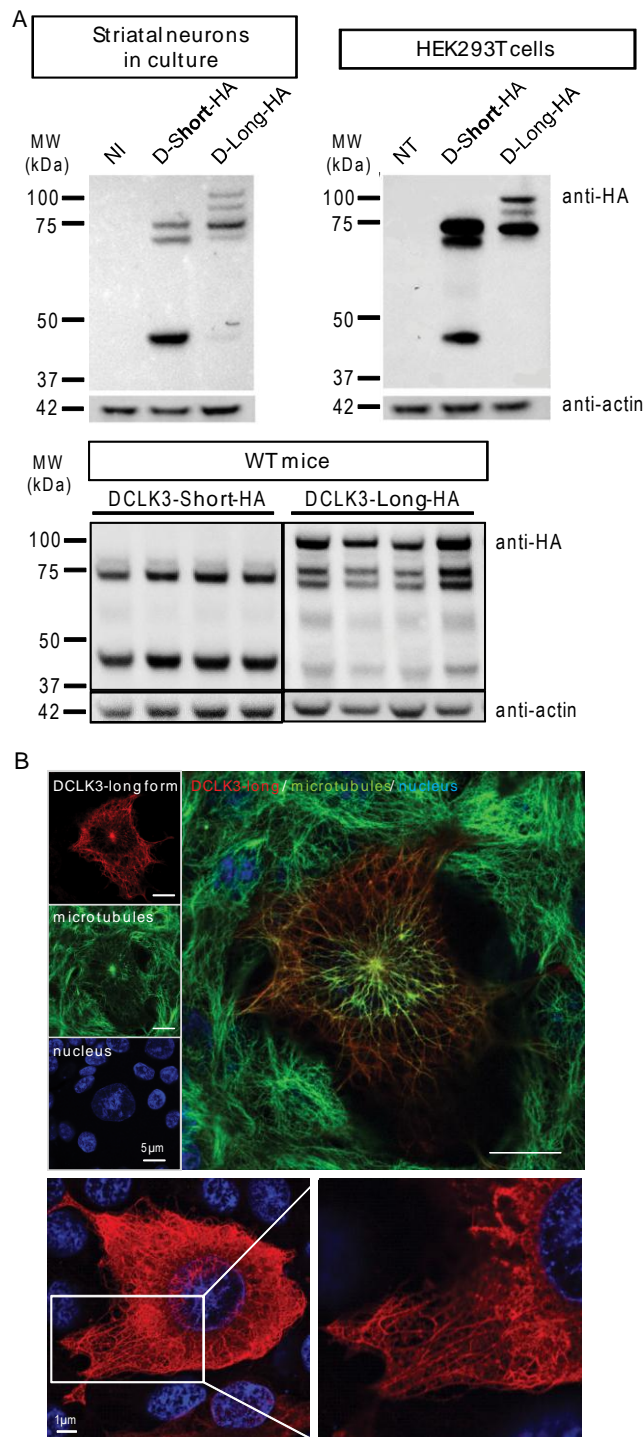 A
Striatal neurons
in culture
HEK293T cells
MW
(kDa)
NI
D-Short-HA
D-Long-HA
100
75
50
37
42
MW
(kDa)
NT
D-Short-HA
D-Long-HA
100
75
50
37
42
anti-HA
anti-actin
MW
(kDa)
WT mice
DCLK3-Short-HA
DCLK3-Long-HA
100
75
50
37
42
anti-HA
anti-actin
B
DCLK3-long form
microtubules
nucleus
5µm
DCLK3-long/microtubules/nucleus
1µm